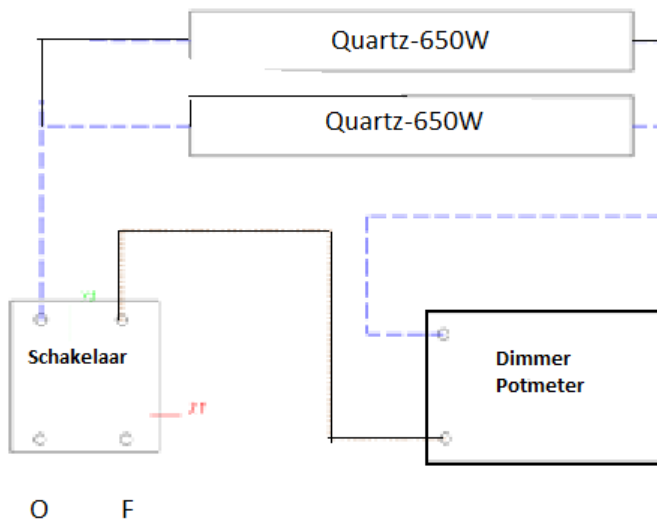 Quartz-650W
Quartz-650W
Schakelaar
Dimmer
Potmeter
O F